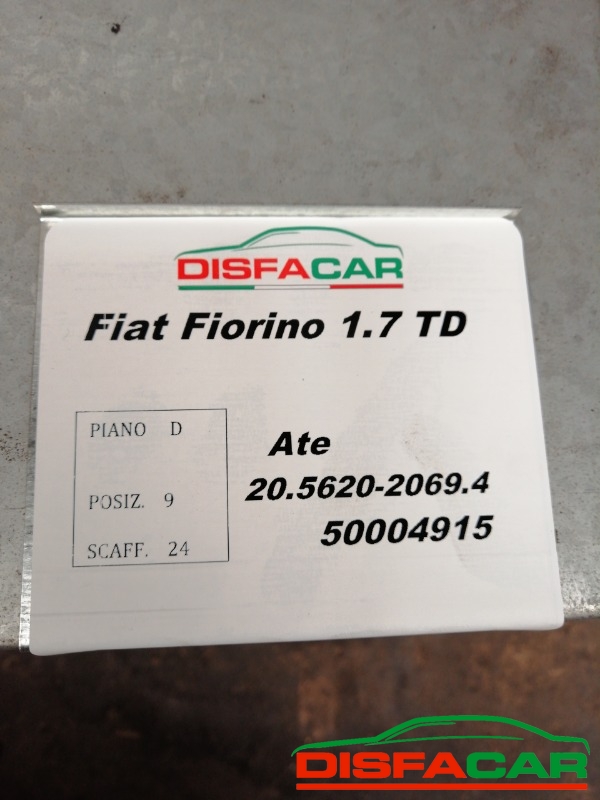 DISFACAR
Fiat Fiorino 1.7 TD
PIANO D
POSIZ. 9
SCAFF. 24
Ate
20.5620-2069.4
50004915
DISFACAR